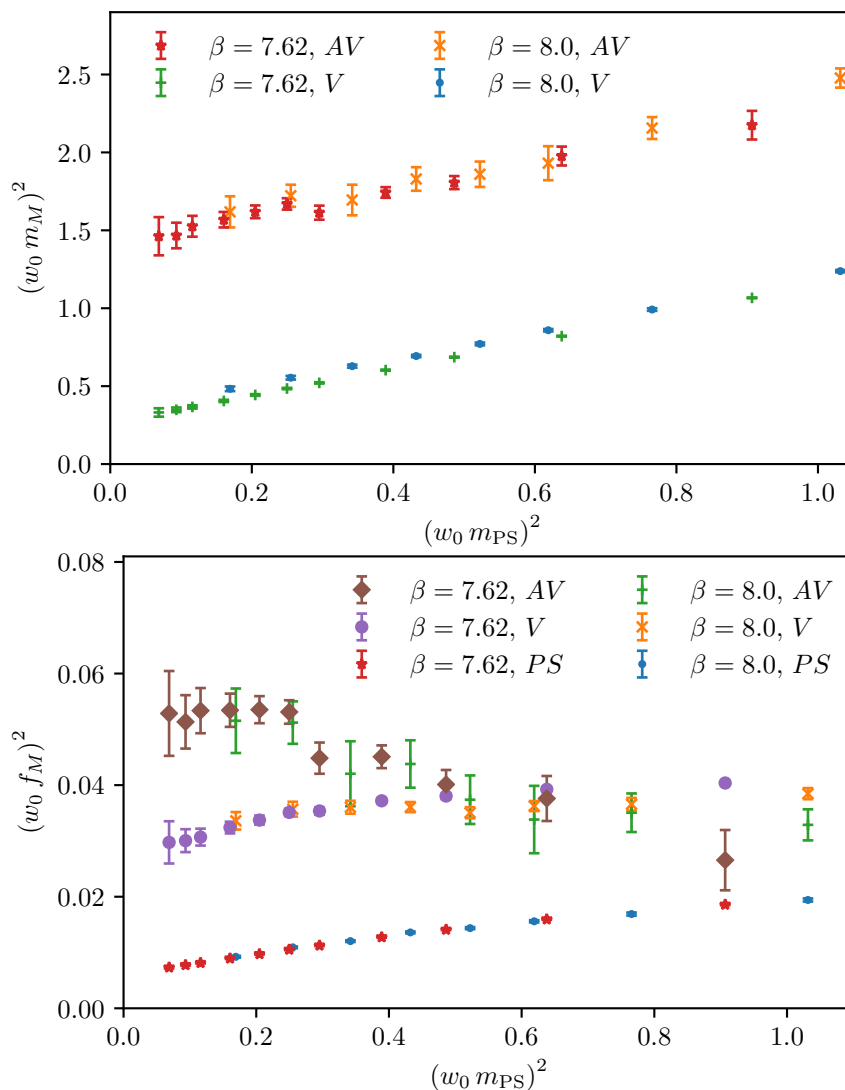 β = 7.62, AV
β = 8.0, AV
β = 7.62, V
β = 8.0, V
2.5
2.0
1.5
1.0
0.5
0.0
(w₀ m_M)²
0.0 0.2 0.4 0.6 0.8 1.0
(w₀ m_PS)²
β = 7.62, AV
β = 8.0, AV
β = 7.62, V
β = 8.0, V
β = 7.62, PS
β = 8.0, PS
0.08
0.06
0.04
0.02
0.00
(w₀ f_M)²
0.0 0.2 0.4 0.6 0.8 1.0
(w₀ m_PS)²